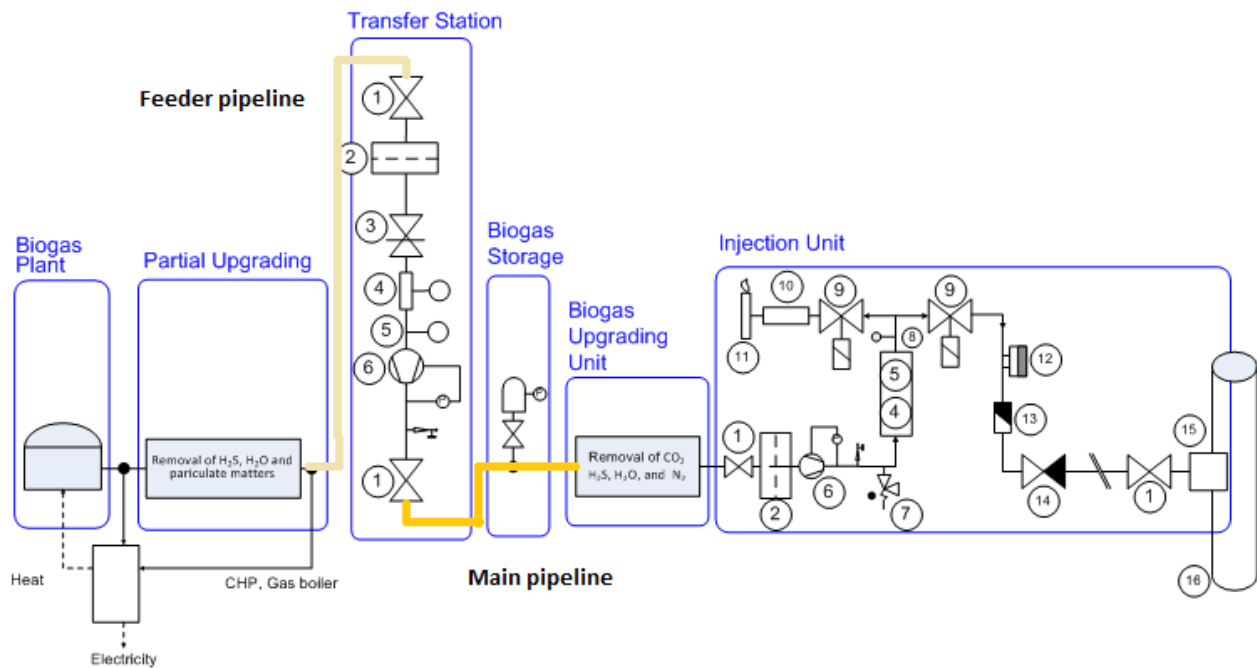 Transfer Station
Feeder pipeline
1
2
3
4
5
6
1
Biogas
Plant
Partial Upgrading
Removal of H₂S, H₂O and
pariculate matters
Heat
CHP, Gas boiler
Electricity
Main pipeline
Biogas
Storage
P
Biogas
Upgrading
Unit
Removal of CO₂
H₂S, H₂O, and N₂
Injection Unit
10
9
9
11
8
5
4
12
13
1
2
6
7
14
1
15
16